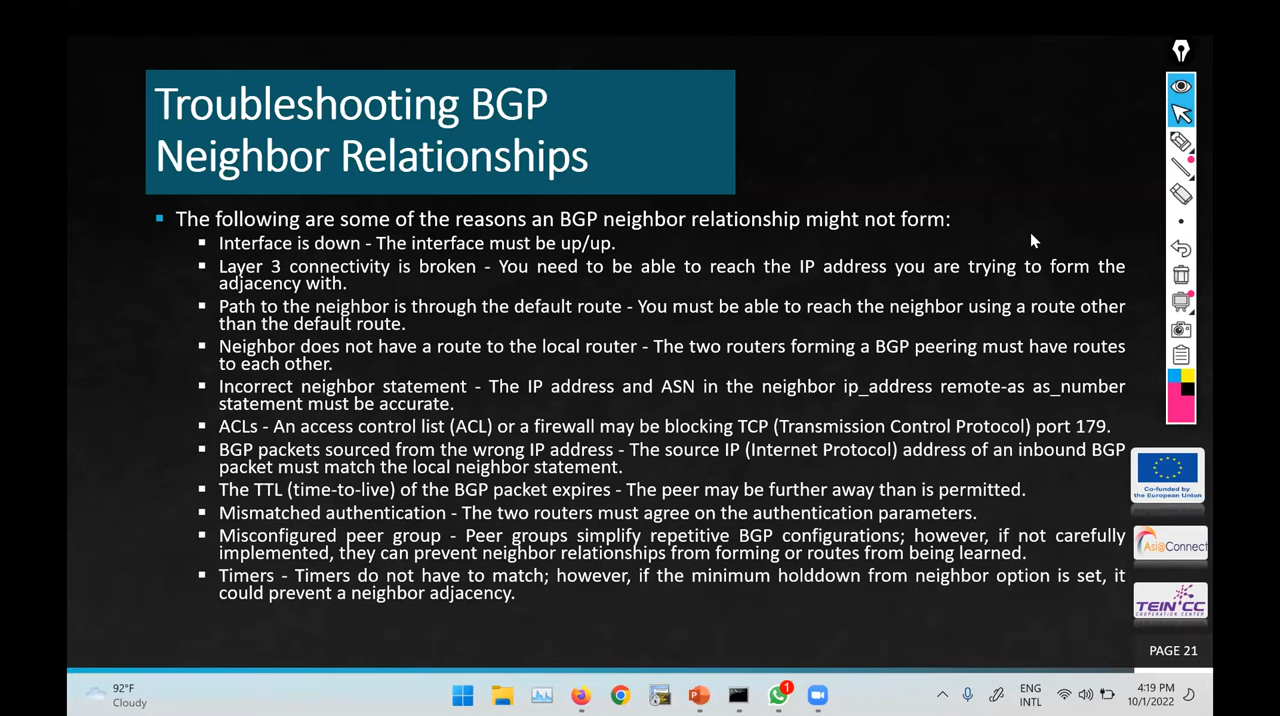 Troubleshooting BGP
Neighbor Relationships
The following are some of the reasons an BGP neighbor relationship might not form:
Interface is down - The interface must be up/up.
Layer 3 connectivity is broken - You need to be able to reach the IP address you are trying to form the
adjacency with.
Path to the neighbor is through the default route - You must be able to reach the neighbor using a route other
than the default route.
Neighbor does not have a route to the local router - The two routers forming a BGP peering must have routes
to each other.
Incorrect neighbor statement - The IP address and ASN in the neighbor ip_address remote-as as_number
statement must be accurate.
ACLs - An access control list (ACL) or a firewall may be blocking TCP (Transmission Control Protocol) port 179.
BGP packets sourced from the wrong IP address - The source IP (Internet Protocol) address of an inbound BGP
packet must match the local neighbor statement.
The TTL (time-to-live) of the BGP packet expires - The peer may be further away than is permitted.
Mismatched authentication - The two routers must agree on the authentication parameters.
Misconfigured peer group - Peer groups simplify repetitive BGP configurations; however, if not carefully
implemented, they can prevent neighbor relationships from forming or routes from being learned.
Timers - Timers do not have to match; however, if the minimum holddown from neighbor option is set, it
could prevent a neighbor adjacency.
Co-funded by
the European Union
Asi@Connect
TEIN*CC
COOPERATION CENTER
PAGE 21
92°F
Cloudy
1
ENG
INTL
4:19 PM
10/1/2022